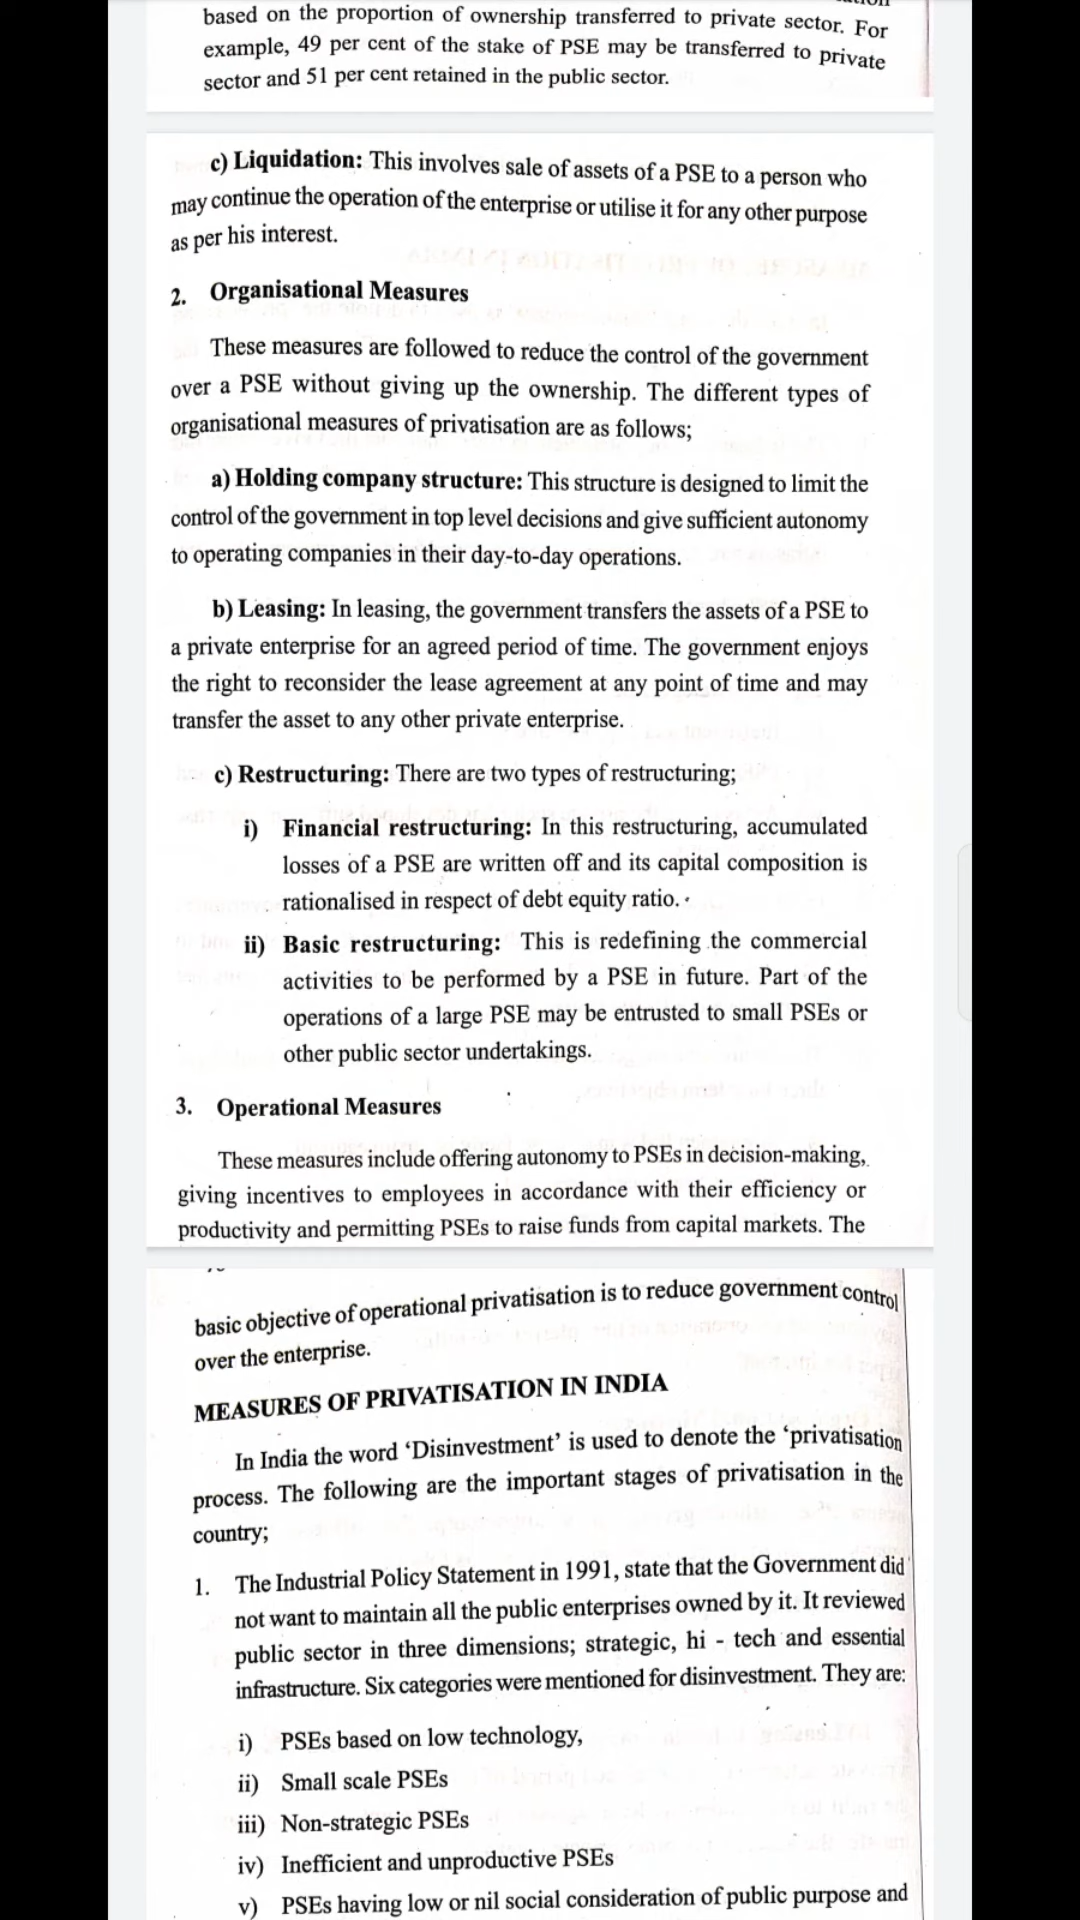 based on the proportion of ownership transferred to private sector. For
example, 49 per cent of the stake of PSE may be transferred to private
sector and 51 per cent retained in the public sector.
c) Liquidation: This involves sale of assets of a PSE to a person who
may continue the operation of the enterprise or utilise it for any other purpose
as per his interest.
2. Organisational Measures
These measures are followed to reduce the control of the government
over a PSE without giving up the ownership. The different types of
organisational measures of privatisation are as follows;
a) Holding company structure: This structure is designed to limit the
control of the government in top level decisions and give sufficient autonomy
to operating companies in their day-to-day operations.
b) Leasing: In leasing, the government transfers the assets of a PSE to
a private enterprise for an agreed period of time. The government enjoys
the right to reconsider the lease agreement at any point of time and may
transfer the asset to any other private enterprise.
c) Restructuring: There are two types of restructuring;
i) Financial restructuring: In this restructuring, accumulated
losses of a PSE are written off and its capital composition is
rationalised in respect of debt equity ratio.
ii) Basic restructuring: This is redefining the commercial
activities to be performed by a PSE in future. Part of the
operations of a large PSE may be entrusted to small PSEs or
other public sector undertakings.
3. Operational Measures
These measures include offering autonomy to PSEs in decision-making,
giving incentives to employees in accordance with their efficiency or
productivity and permitting PSEs to raise funds from capital markets. The
basic objective of operational privatisation is to reduce government control
over the enterprise.
MEASURES OF PRIVATISATION IN INDIA
In India the word ‘Disinvestment’ is used to denote the ‘privatisation
process. The following are the important stages of privatisation in the
country;
1. The Industrial Policy Statement in 1991, state that the Government did
not want to maintain all the public enterprises owned by it. It reviewed
public sector in three dimensions; strategic, hi - tech and essential
infrastructure. Six categories were mentioned for disinvestment. They are:
i) PSEs based on low technology,
ii) Small scale PSEs
iii) Non-strategic PSEs
iv) Inefficient and unproductive PSEs
v) PSEs having low or nil social consideration of public purpose and